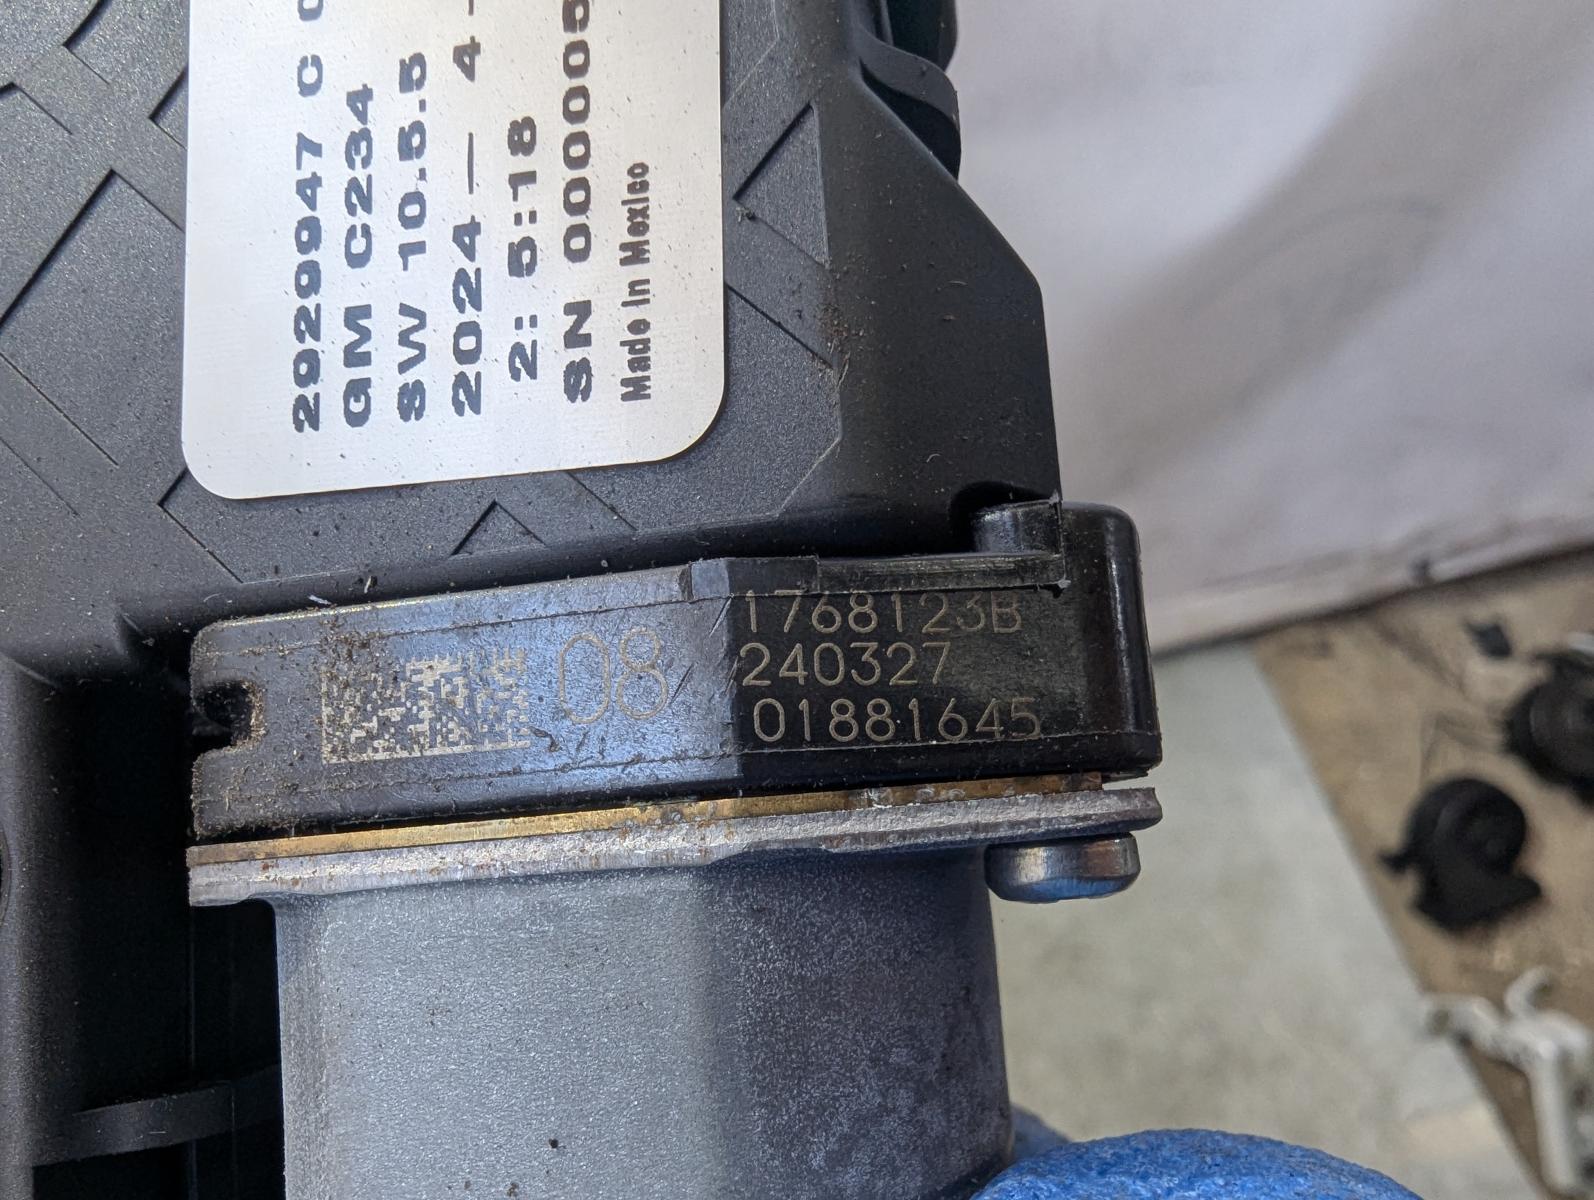 2929947 C
GM C234
SW 10.5.5
2024 — 4 -
2: 5:18
SN 000005
Made in Mexico
08
1768123B
240327
01881645